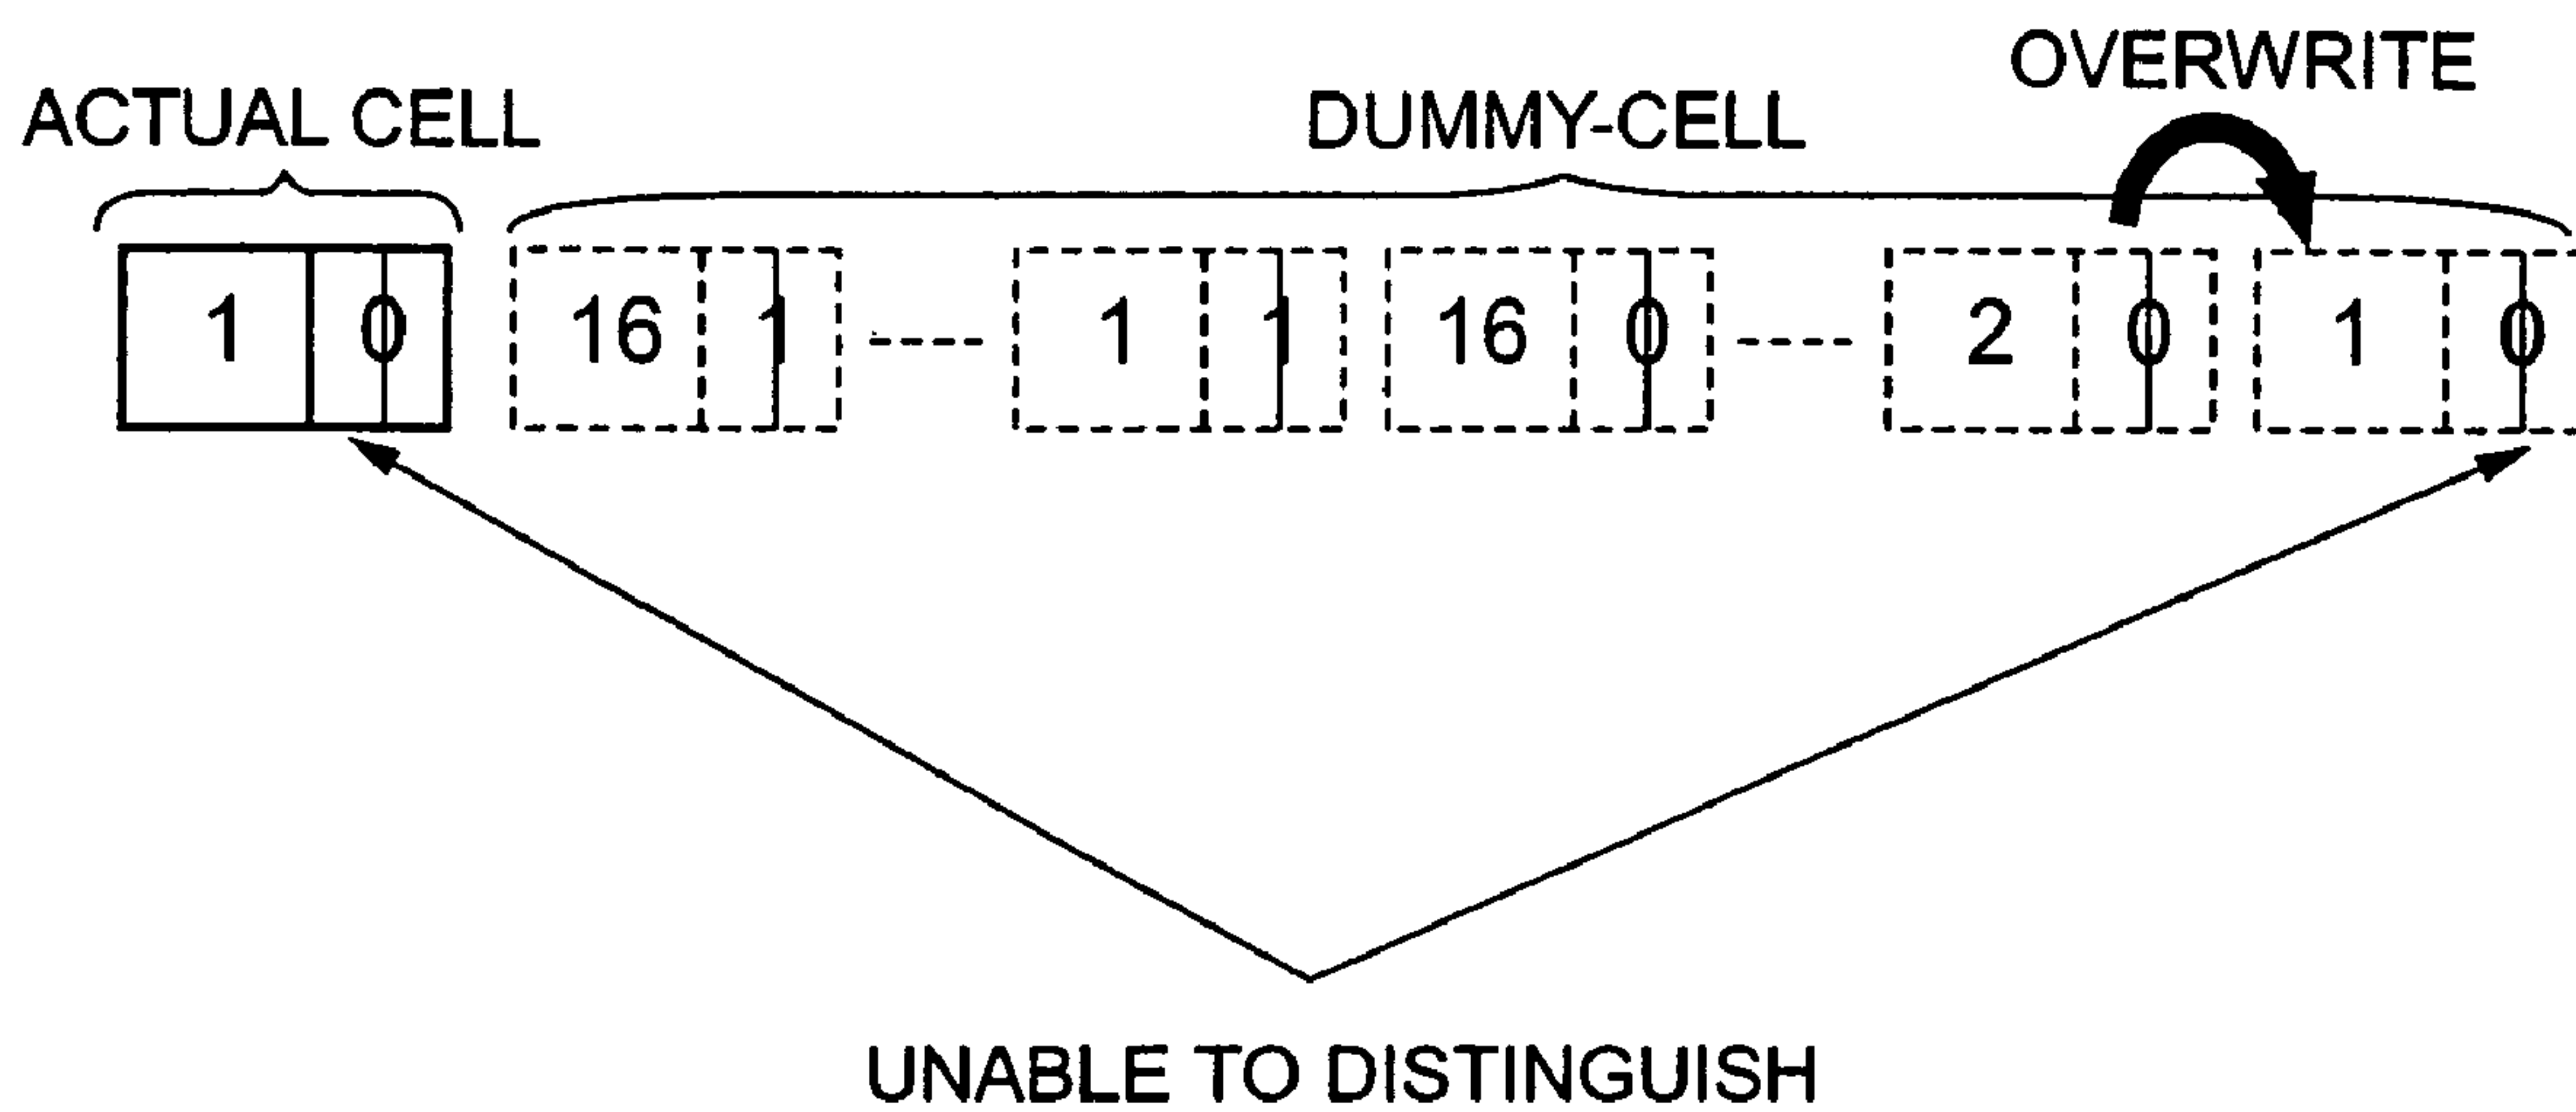 OVERWRITE
ACTUAL CELL DUMMY-CELL
1 0 16 1 1 1 16 0 2 0 1 0
UNABLE TO DISTINGUISH